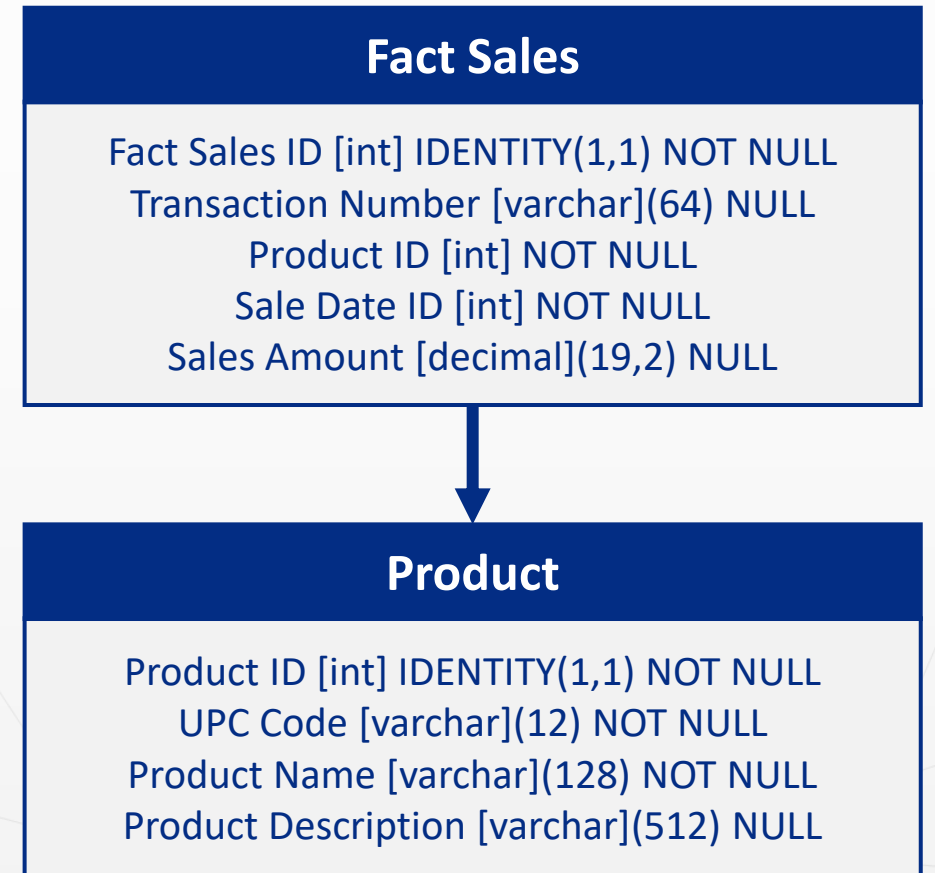 Fact Sales
Fact Sales ID [int] IDENTITY(1,1) NOT NULL
Transaction Number [varchar](64) NULL
Product ID [int] NOT NULL
Sale Date ID [int] NOT NULL
Sales Amount [decimal](19,2) NULL
Product
Product ID [int] IDENTITY(1,1) NOT NULL
UPC Code [varchar](12) NOT NULL
Product Name [varchar](128) NOT NULL
Product Description [varchar](512) NULL